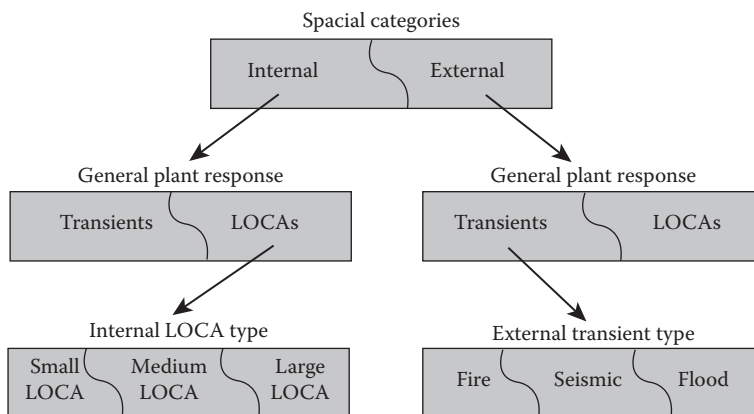 Spacial categories
Internal
External
General plant response
General plant response
Transients
LOCAs
Transients
LOCAs
Internal LOCA type
External transient type
Small
LOCA
Medium
LOCA
Large
LOCA
Fire
Seismic
Flood